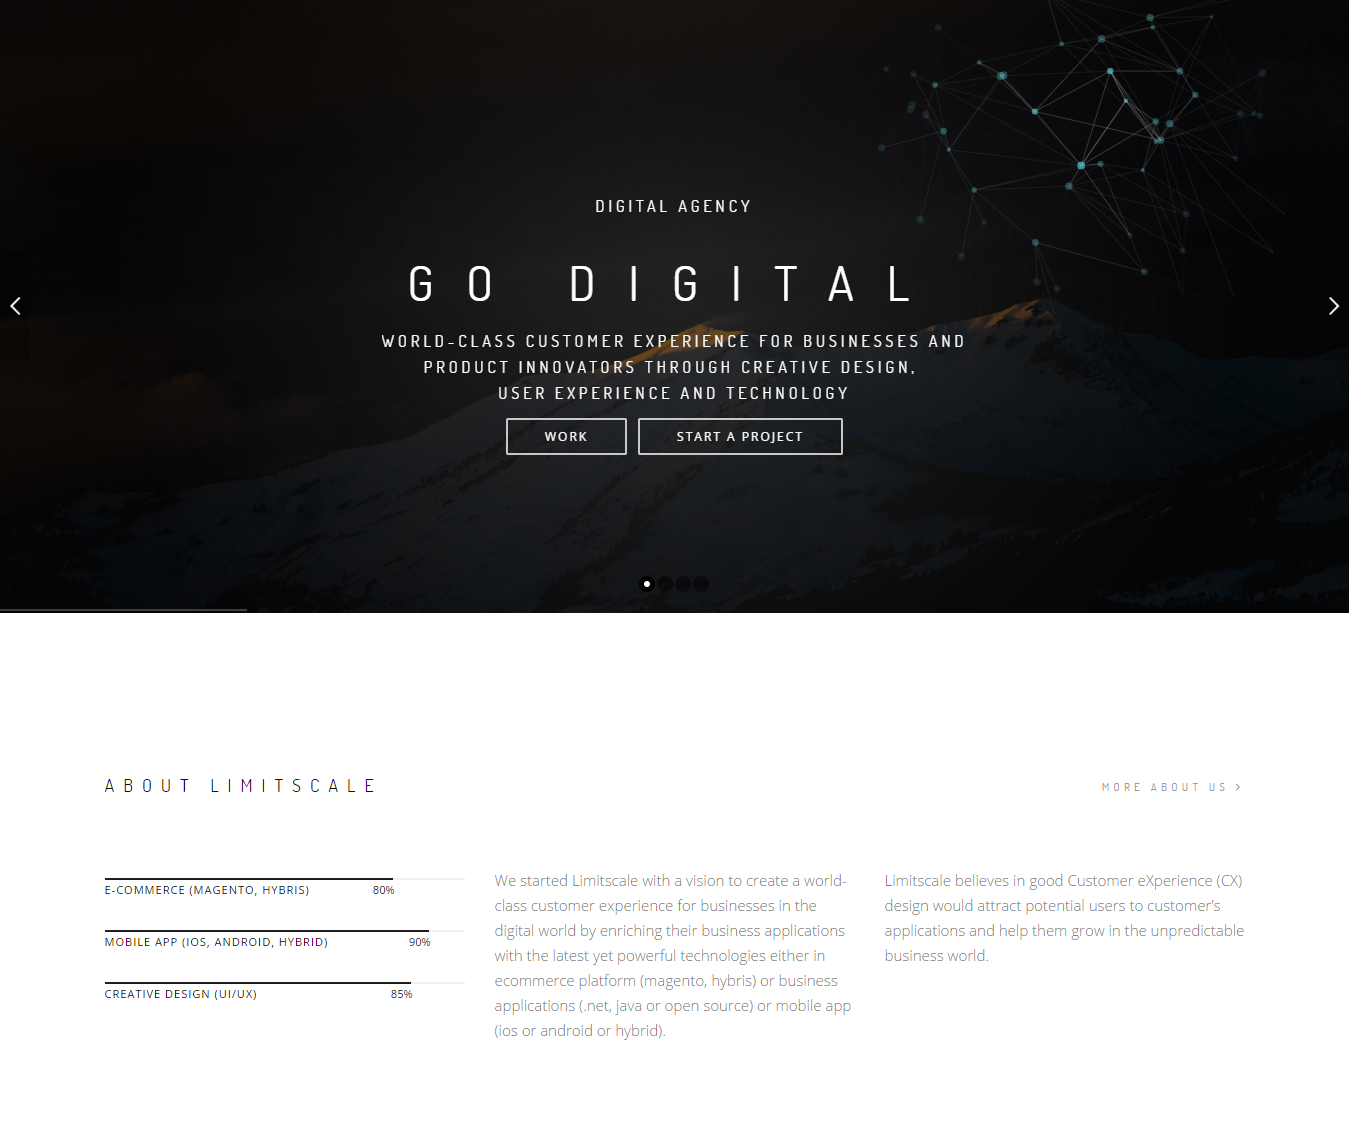 DIGITAL AGENCY
GO DIGITAL
WORLD-CLASS CUSTOMER EXPERIENCE FOR BUSINESSES AND
PRODUCT INNOVATORS THROUGH CREATIVE DESIGN,
USER EXPERIENCE AND TECHNOLOGY
WORK
START A PROJECT
ABOUT LIMITSCALE
MORE ABOUT US
E-COMMERCE (MAGENTO, HYBRIS) 80%
MOBILE APP (IOS, ANDROID, HYBRID) 90%
CREATIVE DESIGN (UI/UX) 85%
We started Limitscale with a vision to create a world-
class customer experience for businesses in the
digital world by enriching their business applications
with the latest yet powerful technologies either in
ecommerce platform (magento, hybris) or business
applications (.net, java or open source) or mobile app
(ios or android or hybrid).
Limitscale believes in good Customer eXperience (CX)
design would attract potential users to customer’s
applications and help them grow in the unpredictable
business world.